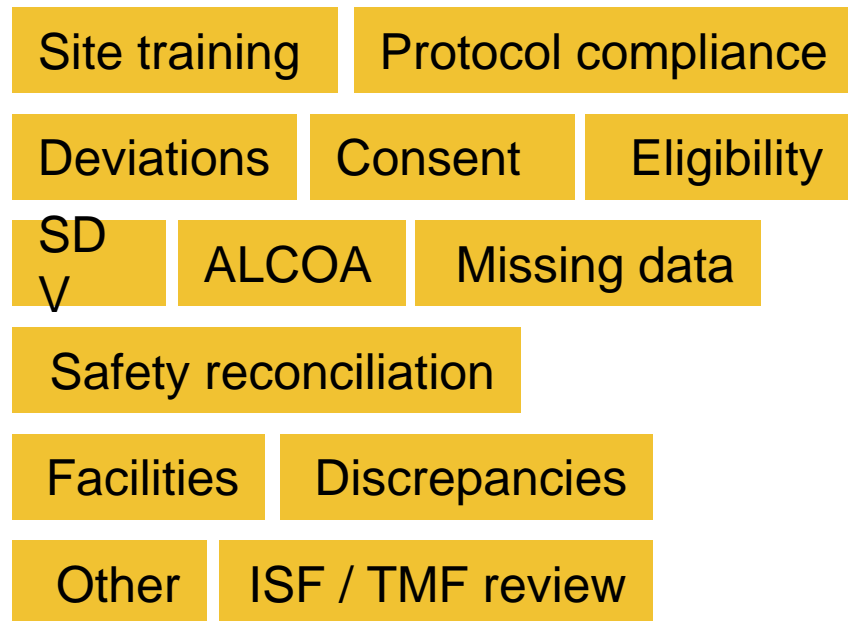 Site training
Protocol compliance
Deviations
Consent
Eligibility
SD
V
ALCOA
Missing data
Safety reconciliation
Facilities
Discrepancies
Other
ISF / TMF review